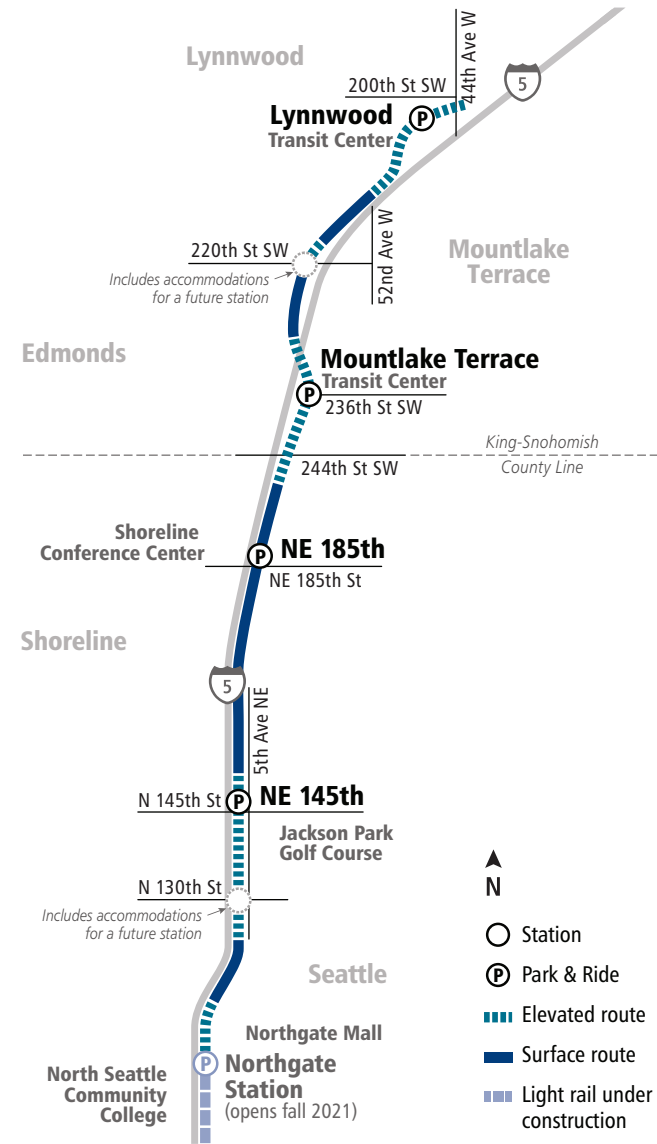 Lynnwood
200th St SW
44th Ave W
5
Lynnwood
Transit Center
P
220th St SW
52nd Ave W
Includes accommodations
for a future station
Mountlake
Terrace
Edmonds
Mountlake Terrace
Transit Center
P
236th St SW
King-Snohomish
County Line
244th St SW
Shoreline
Conference Center
P
NE 185th
NE 185th St
Shoreline
5
5th Ave NE
N 145th St
P
NE 145th
Jackson Park
Golf Course
N 130th St
Includes accommodations
for a future station
Seattle
Northgate Mall
P
Northgate
Station
(opens fall 2021)
North Seattle
Community
College
N
Station
P
Park & Ride
Elevated route
Surface route
Light rail under
construction